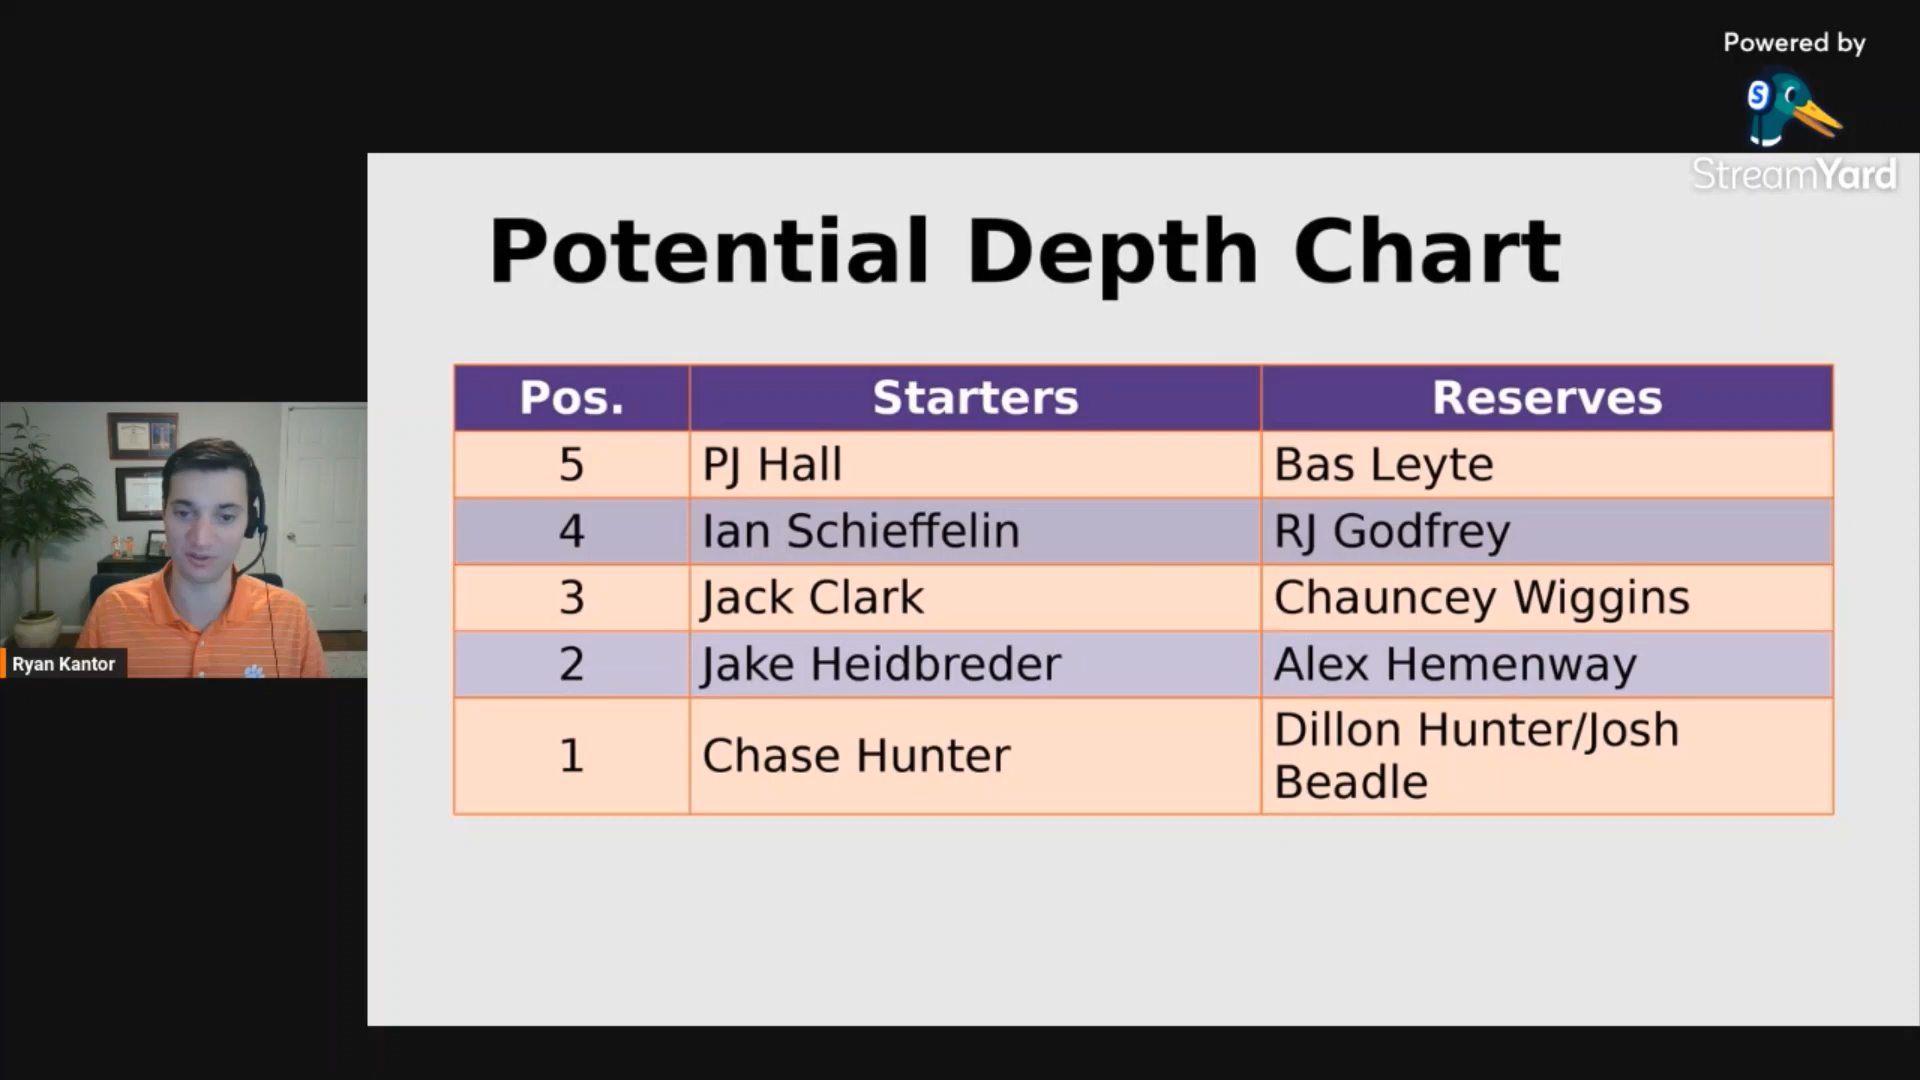 Powered by
StreamYard
Potential Depth Chart
Pos. Starters Reserves
5 PJ Hall Bas Leyte
4 Ian Schieffelin RJ Godfrey
3 Jack Clark Chauncey Wiggins
2 Jake Heidbreder Alex Hemenway
1 Chase Hunter Dillon Hunter/Josh
Beadle
Ryan Kantor